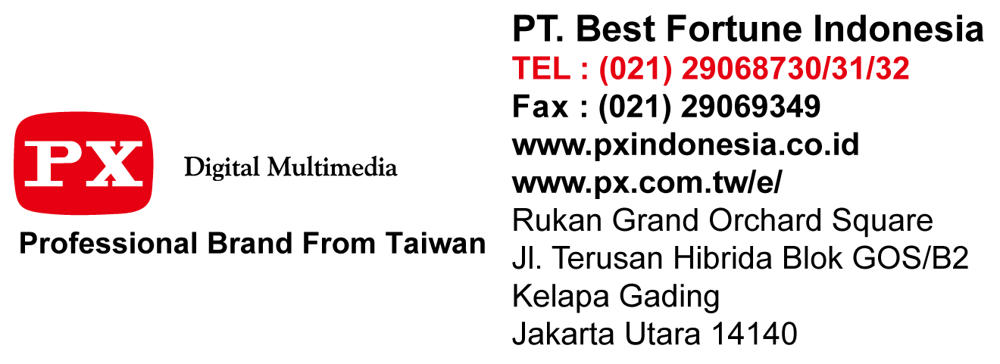 PX
Digital Multimedia
Professional Brand From Taiwan
PT. Best Fortune Indonesia
TEL : (021) 29068730/31/32
Fax : (021) 29069349
www.pxindonesia.co.id
www.px.com.tw/e/
Rukan Grand Orchard Square
Jl. Terusan Hibrida Blok GOS/B2
Kelapa Gading
Jakarta Utara 14140